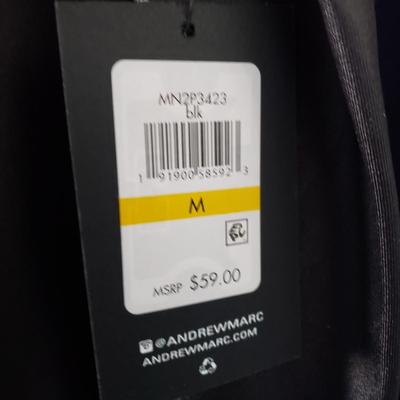 MN2P3423
blk
1 91900 58592 3
M
MSRP $59.00
@ANDREWMARC
ANDREWMARC.COM